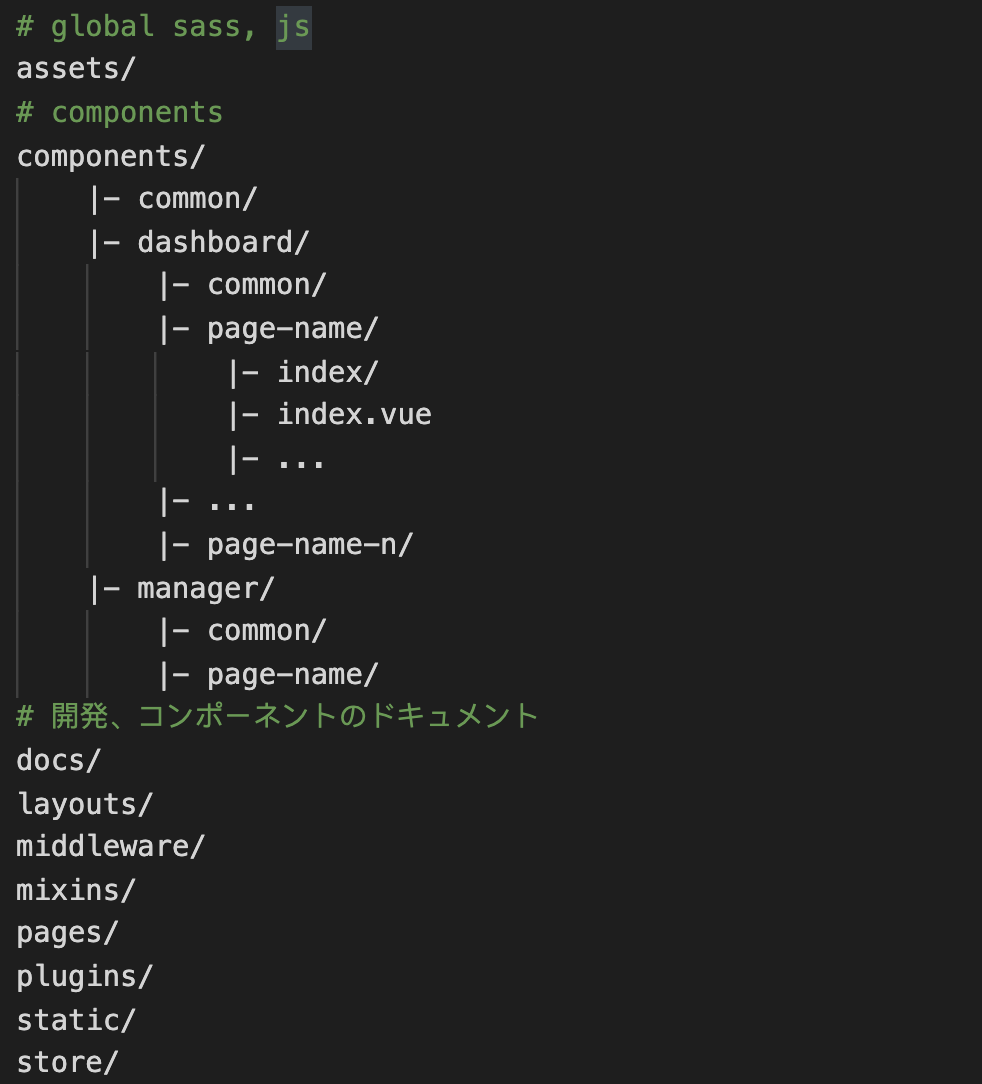 # global sass, js
assets/
# components
components/
|- common/
|- dashboard/
|- common/
|- page-name/
|- index/
|- index.vue
|- ...
|- ...
|- page-name-n/
|- manager/
|- common/
|- page-name/
# 開発、コンポーネントのドキュメント
docs/
layouts/
middleware/
mixins/
pages/
plugins/
static/
store/